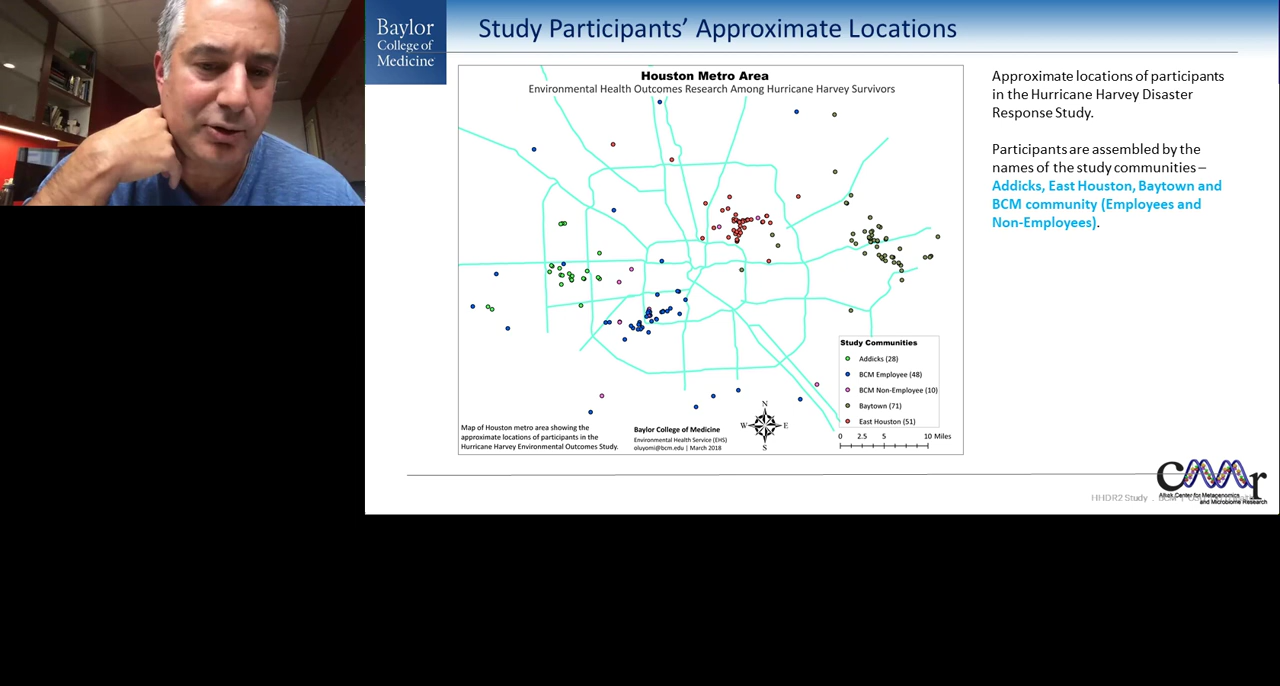 Baylor
College of
Medicine
Study Participants’ Approximate Locations
Houston Metro Area
Environmental Health Outcomes Research Among Hurricane Harvey Survivors
Study Communities
Addicks (28)
BCM Employee (48)
BCM Non-Employee (10)
Baytown (71)
East Houston (51)
0 2.5 5 10 Miles
N
W E
S
Map of Houston metro area showing the
approximate locations of participants in the
Hurricane Harvey Environmental Outcomes Study.
Baylor College of Medicine
Environmental Health Service (EHS)
oluyomi@bcm.edu | March 2018
Approximate locations of participants
in the Hurricane Harvey Disaster
Response Study.
Participants are assembled by the
names of the study communities –
Addicks, East Houston, Baytown and
BCM community (Employees and
Non-Employees).
HHDR2 Study
cmmr
Alkek Center for Metagenomics
and Microbiome Research